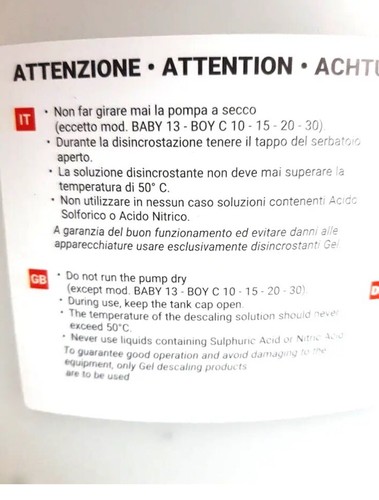 ATTENZIONE • ATTENTION • ACHTU
IT
• Non far girare mai la pompa a secco
(eccetto mod. BABY 13 - BOY C 10 - 15 - 20 - 30)
• Durante la disincrostazione tenere il tappo del serbatoio
aperto.
• La soluzione disincrostante non deve mai superare la
temperatura di 50° C.
• Non utilizzare in nessun caso soluzioni contenenti Acido
Solforico o Acido Nitrico.
A garanzia del buon funzionamento ed evitare danni alle
apparecchiature usare esclusivamente disincrostanti Gel
GB
• Do not run the pump dry
(except mod. BABY 13 - BOY C 10 - 15 - 20 - 30)
• During use, keep the tank cap open.
• The temperature of the descaling solution should never
exceed 50°C.
• Never use liquids containing Sulphuric Acid or Nitric Acid
To guarantee good operation and avoid damaging to the
equipment, only Gel descaling products
are to be used
D